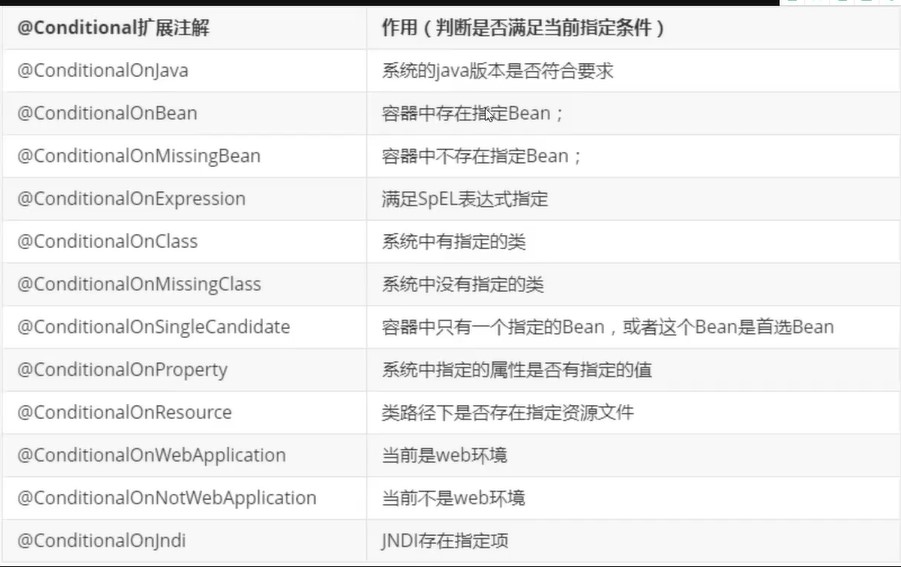 @Conditional扩展注解 作用（判断是否满足当前指定条件）
@ConditionalOnJava 系统的java版本是否符合要求
@ConditionalOnBean 容器中存在指定Bean；
@ConditionalOnMissingBean 容器中不存在指定Bean；
@ConditionalOnExpression 满足SpEL表达式指定
@ConditionalOnClass 系统中有指定的类
@ConditionalOnMissingClass 系统中没有指定的类
@ConditionalOnSingleCandidate 容器中只有一个指定的Bean，或者这个Bean是首选Bean
@ConditionalOnProperty 系统中指定的属性是否有指定的值
@ConditionalOnResource 类路径下是否存在指定资源文件
@ConditionalOnWebApplication 当前是web环境
@ConditionalOnNotWebApplication 当前不是web环境
@ConditionalOnJndi JNDI存在指定项